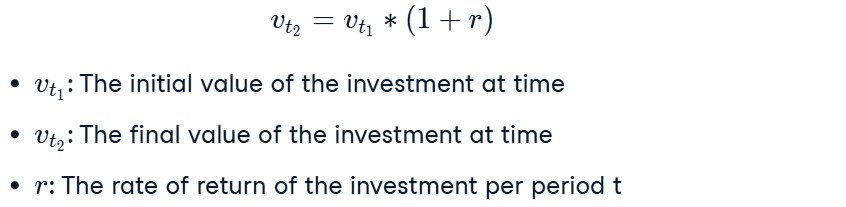 v_{t_2} = v_{t_1} * (1 + r)
• v_{t_1}: The initial value of the investment at time
• v_{t_2}: The final value of the investment at time
• r: The rate of return of the investment per period t